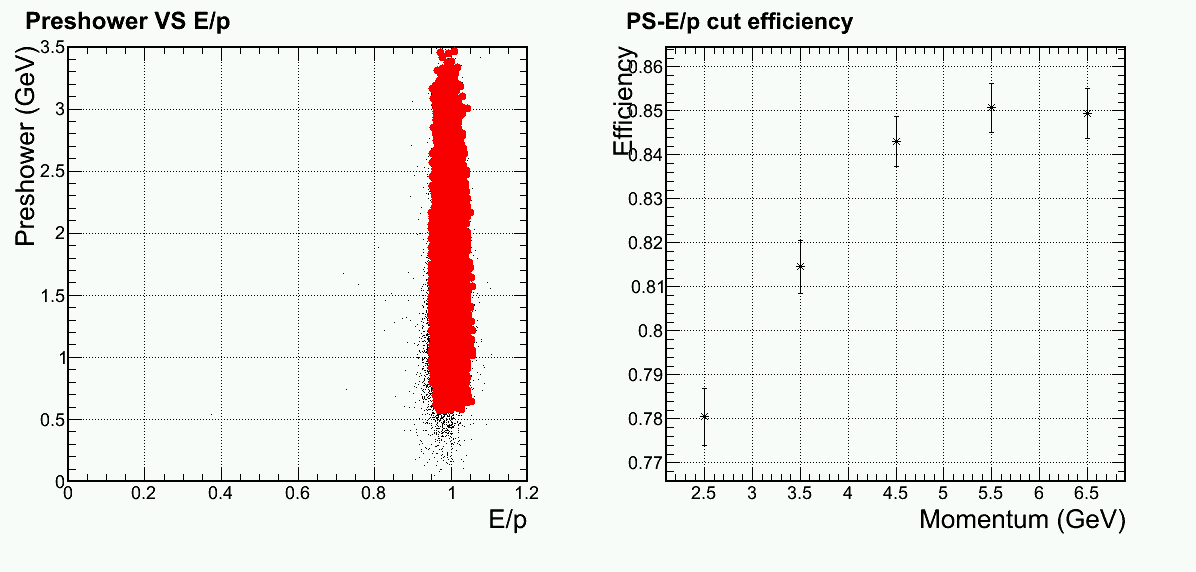 Preshower VS E/p
Preshower (GeV)
3.5
3
2.5
2
1.5
1
0.5
0
0 0.2 0.4 0.6 0.8 1 1.2
E/p
PS-E/p cut efficiency
Efficiency
0.86
0.85
0.84
0.83
0.82
0.81
0.8
0.79
0.78
0.77
2.5 3 3.5 4 4.5 5 5.5 6 6.5
Momentum (GeV)